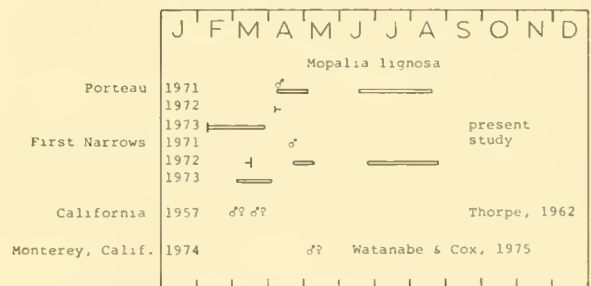 J F M A M J J A S O N D
Mopalia lignosa
Porteau 1971 ♂
1972
1973 present
First Narrows 1971 ♂ study
1972
1973
California 1957 ♂♀ ♂♀ Thorpe, 1962
Monterey, Calif. 1974 ♂♀ Watanabe & Cox, 1975